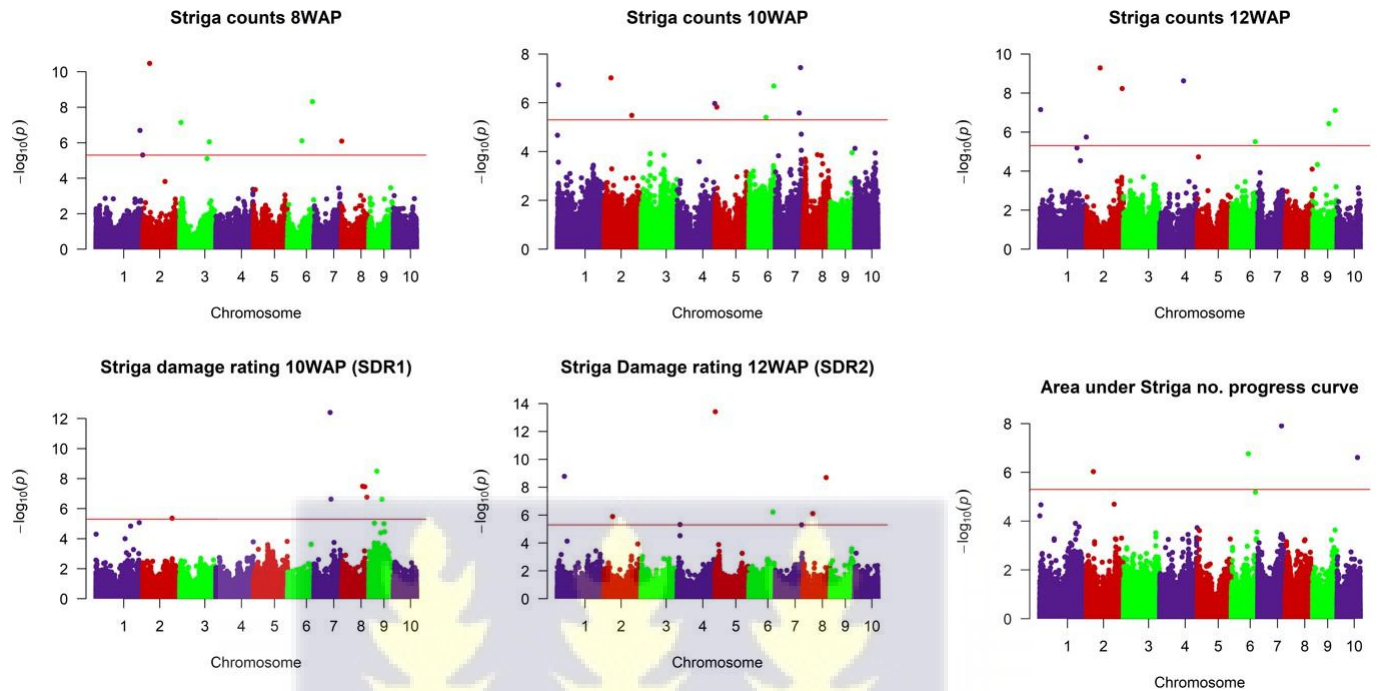 Striga counts 8WAP
−log₁₀(p)
10
8
6
4
2
0
1 2 3 4 5 6 7 8 9 10
Chromosome
Striga counts 10WAP
−log₁₀(p)
8
6
4
2
0
1 2 3 4 5 6 7 8 9 10
Chromosome
Striga counts 12WAP
−log₁₀(p)
10
8
6
4
2
0
1 2 3 4 5 6 7 8 9 10
Chromosome
Striga damage rating 10WAP (SDR1)
−log₁₀(p)
12
10
8
6
4
2
0
1 2 3 4 5 6 7 8 9 10
Chromosome
Striga Damage rating 12WAP (SDR2)
−log₁₀(p)
14
12
10
8
6
4
2
0
1 2 3 4 5 6 7 8 9 10
Chromosome
Area under Striga no. progress curve
−log₁₀(p)
8
6
4
2
0
1 2 3 4 5 6 7 8 9 10
Chromosome